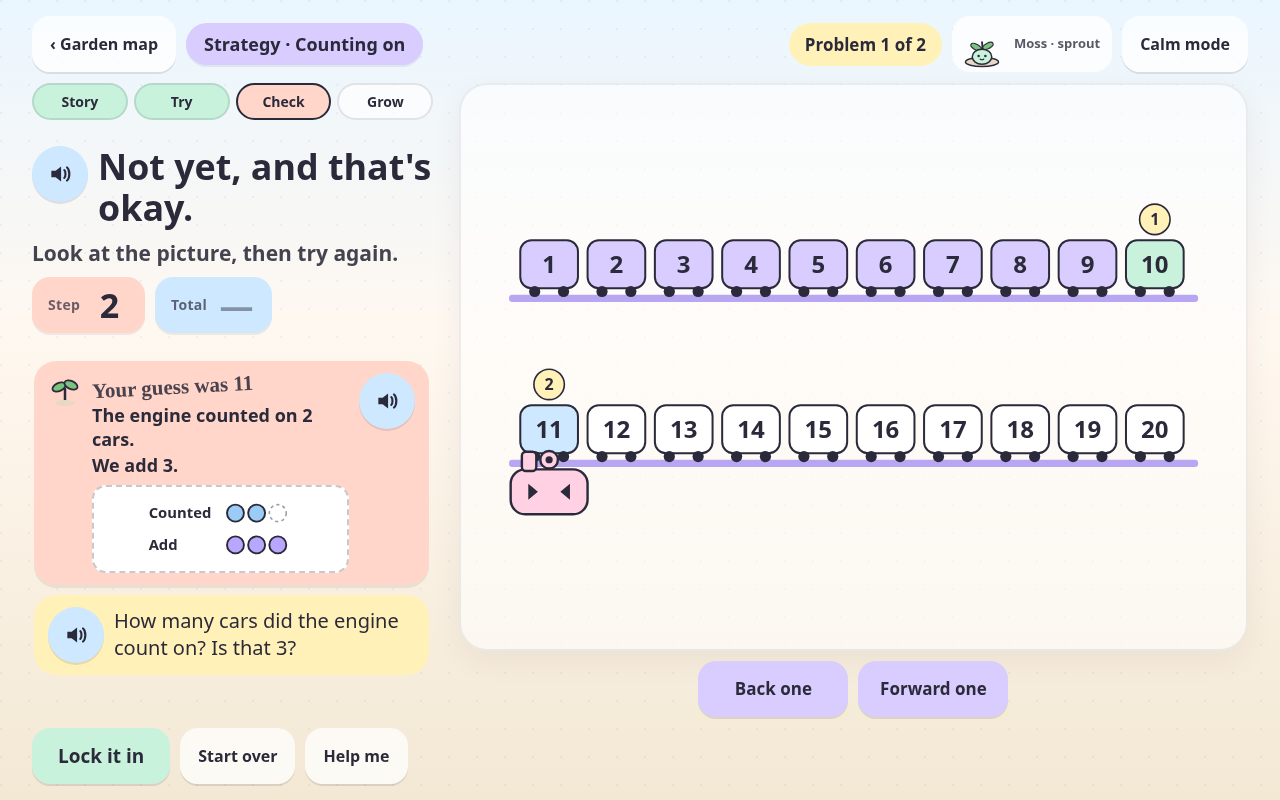 ‹ Garden map
Strategy · Counting on
Problem 1 of 2
Moss · sprout
Calm mode
Story
Try
Check
Grow
Not yet, and that's
okay.
Look at the picture, then try again.
Step 2
Total __
Your guess was 11
The engine counted on 2
cars.
We add 3.
Counted
Add
How many cars did the engine
count on? Is that 3?
Lock it in
Start over
Help me
1
1 2 3 4 5 6 7 8 9 10
2
11 12 13 14 15 16 17 18 19 20
Back one
Forward one